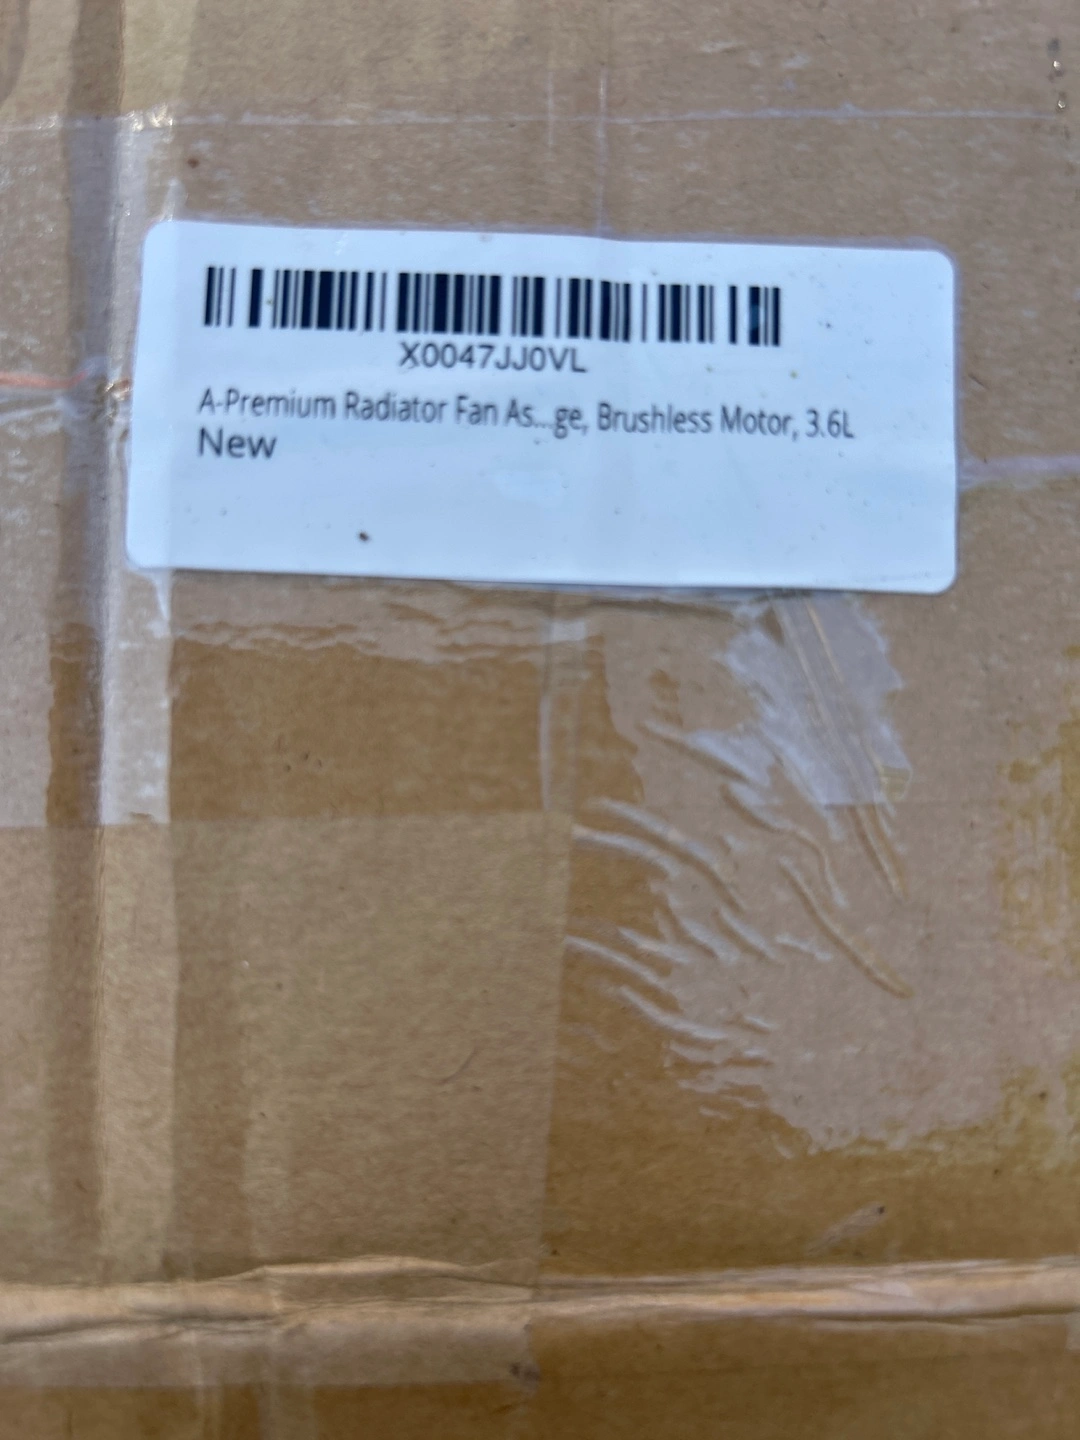 X0047JJ0VL
A-Premium Radiator Fan As...ge, Brushless Motor, 3.6L
New